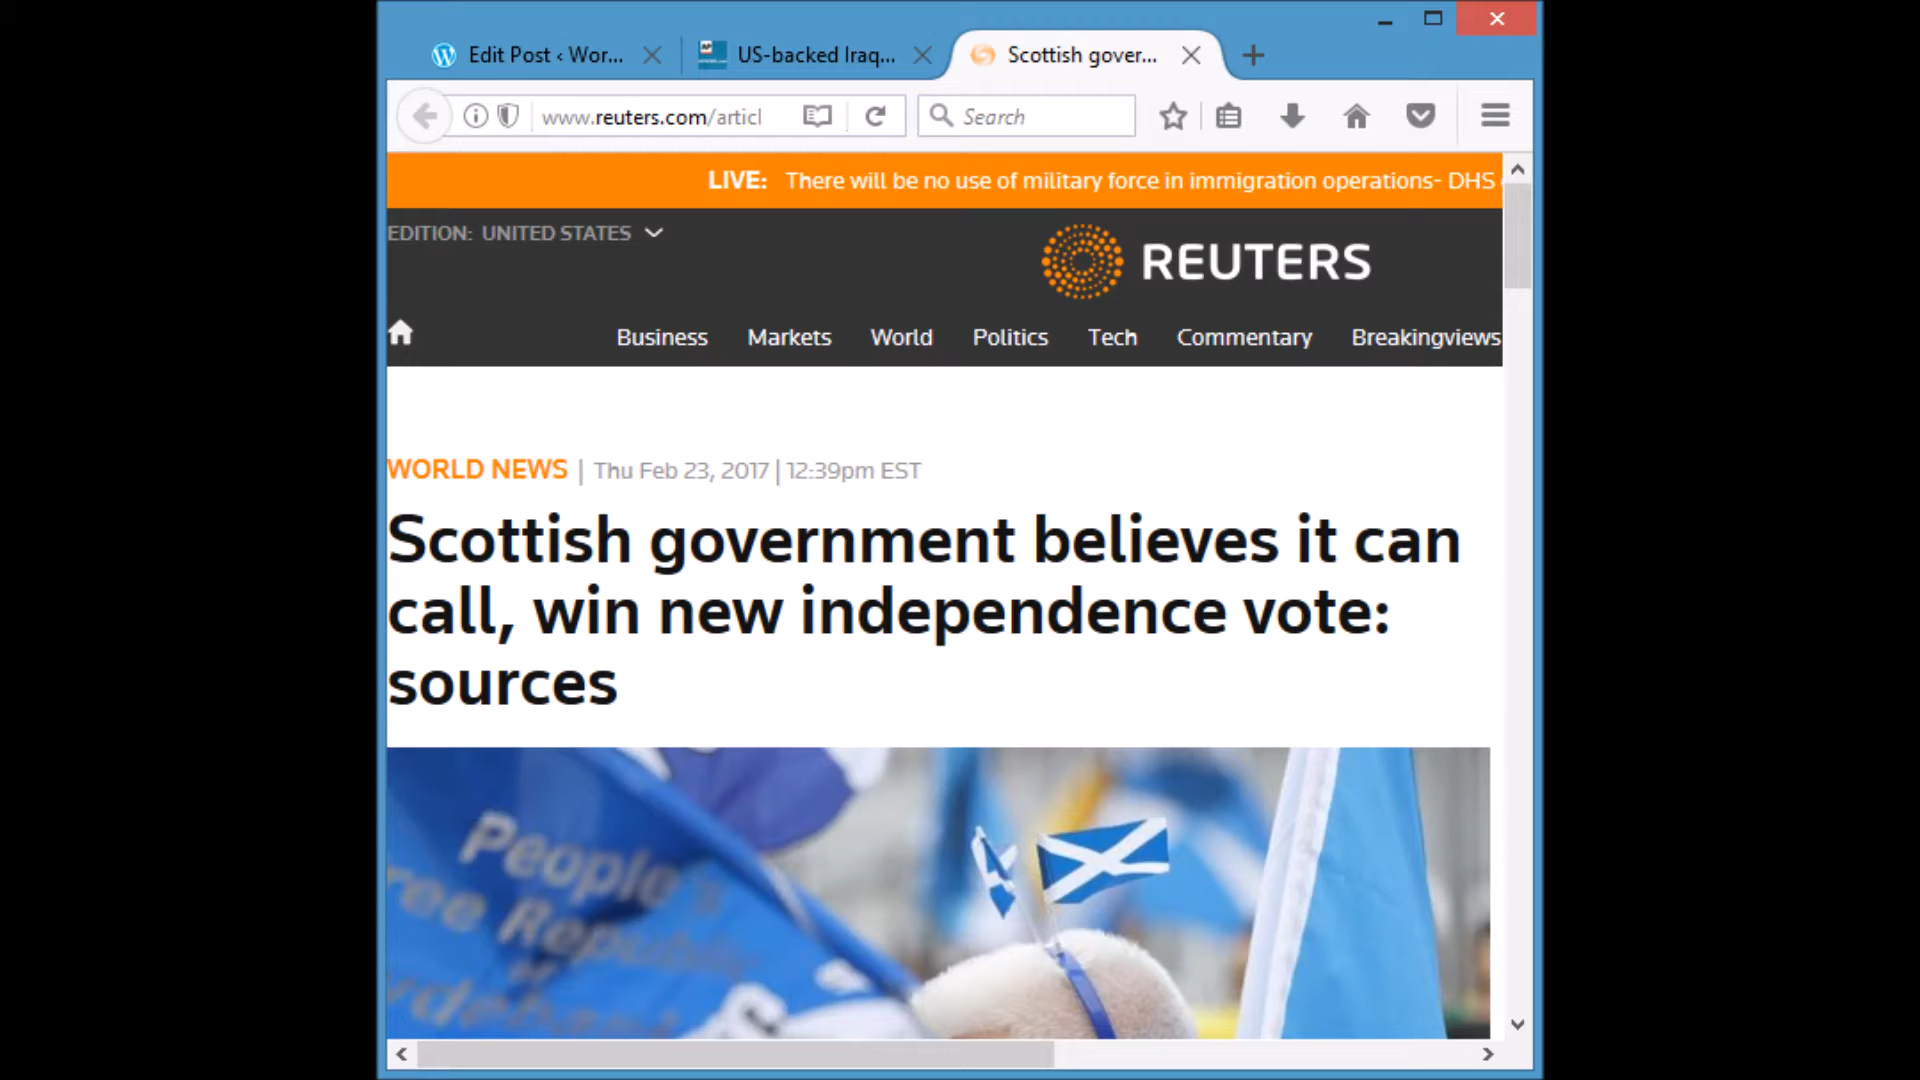 Edit Post ‹ Wor...
US-backed Iraq...
Scottish gover...
www.reuters.com/articl
Search
LIVE: There will be no use of military force in immigration operations- DHS
EDITION: UNITED STATES
REUTERS
Business Markets World Politics Tech Commentary Breakingviews
WORLD NEWS | Thu Feb 23, 2017 | 12:39pm EST
Scottish government believes it can
call, win new independence vote:
sources
People's
ree Republic
of